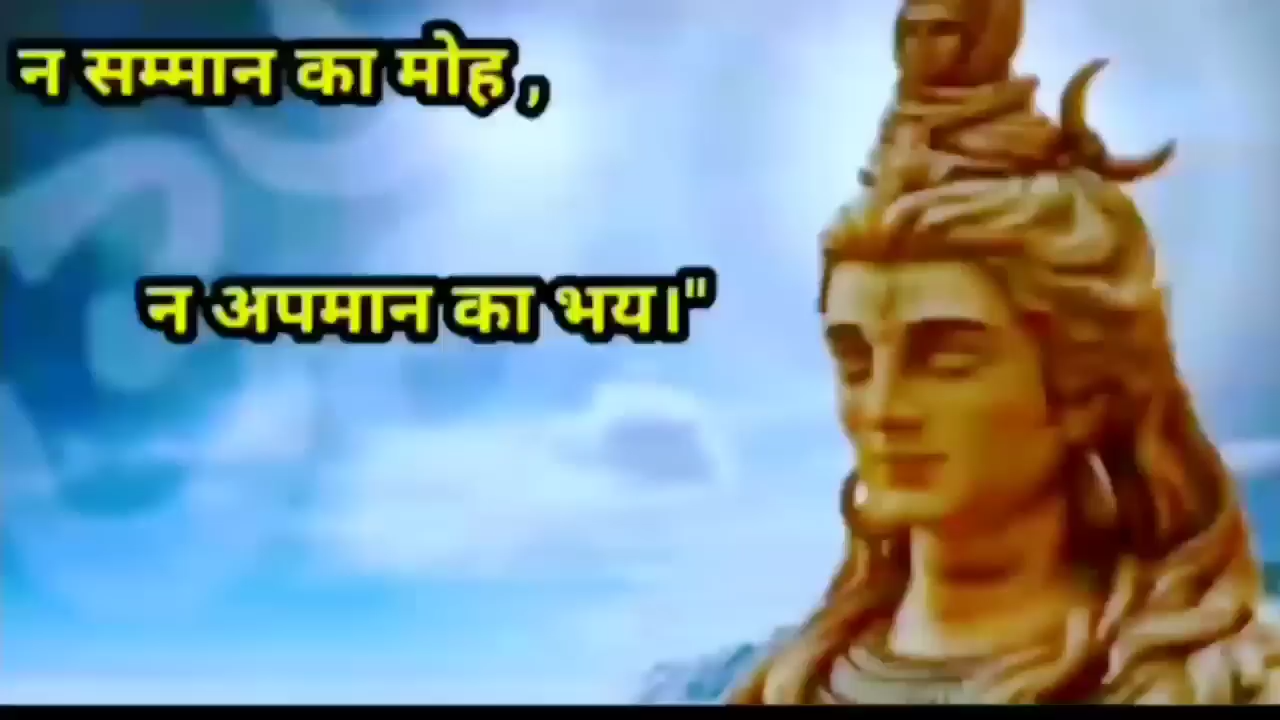 न सम्मान का मोह ,
न अपमान का भय।"